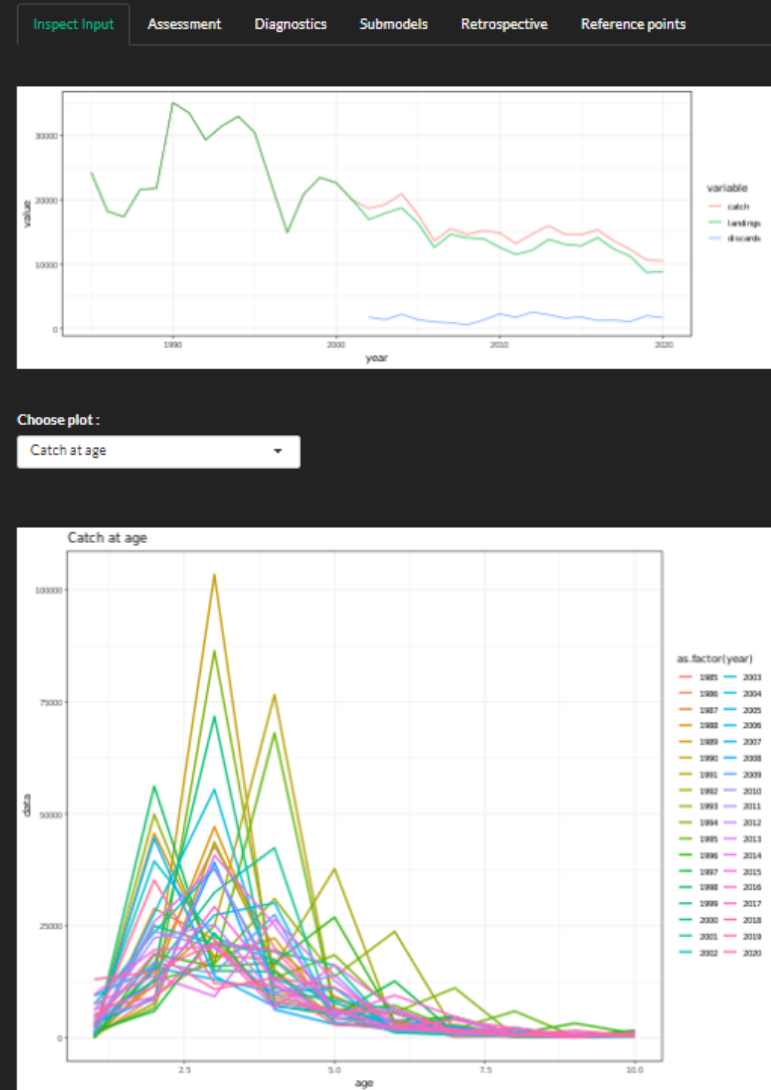 Inspect Input Assessment Diagnostics Submodels Retrospective Reference points
30000
20000
10000
0
value
1990 2000 2010 2020
year
variable
catch
landings
discards
Choose plot :
Catch at age
Catch at age
100000
75000
50000
25000
0
data
2.5 5.0 7.5 10.0
age
as.factor(year)
1985 2003
1986 2004
1987 2005
1988 2006
1989 2007
1990 2008
1991 2009
1992 2010
1993 2011
1994 2012
1995 2013
1996 2014
1997 2015
1998 2016
1999 2017
2000 2018
2001 2019
2002 2020